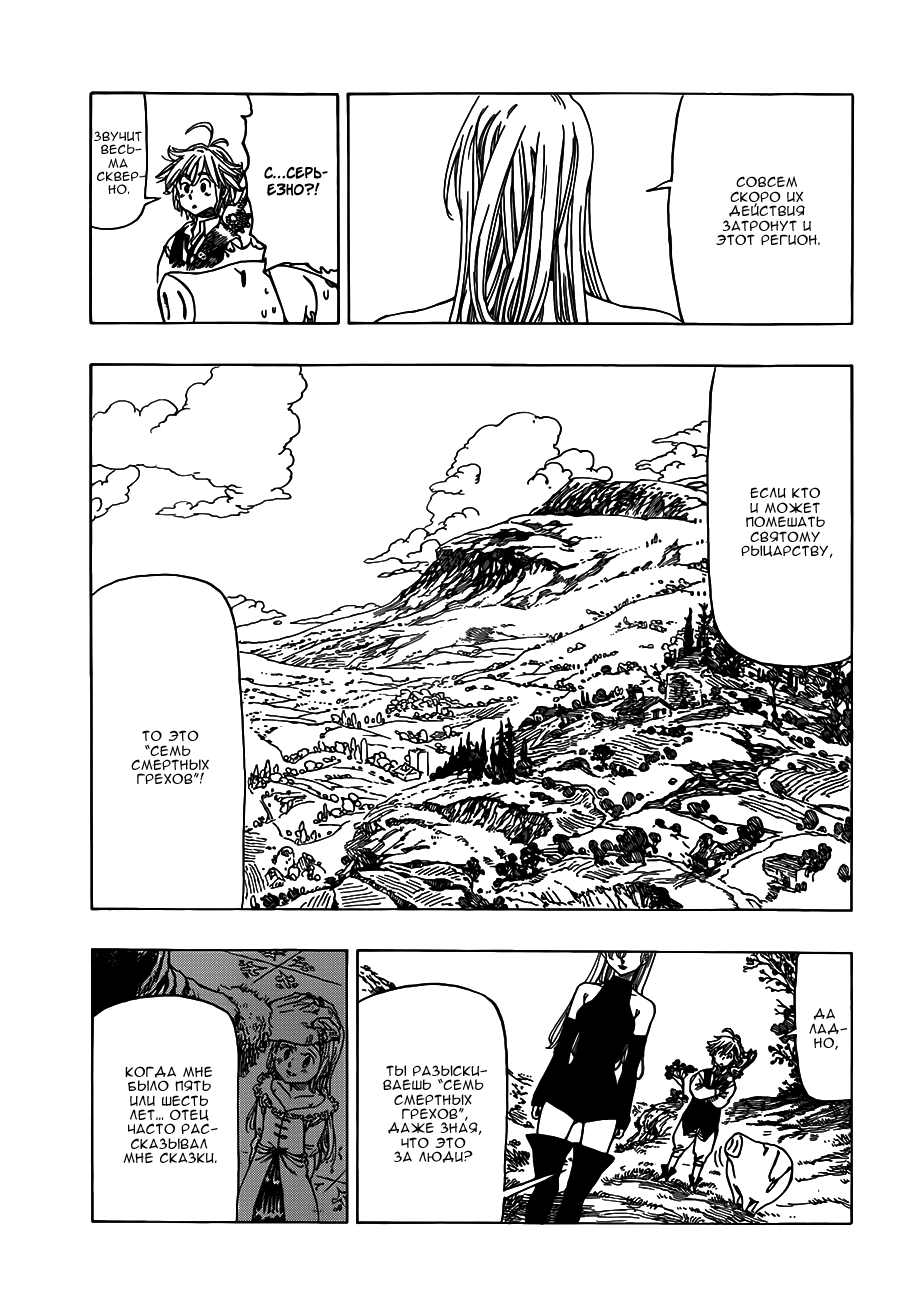 СОВСЕМ
СКОРО ИХ
ДЕЙСТВИЯ
ЗАТРОНУТ И
ЭТОТ РЕГИОН.
С...СЕРЬ-
ЕЗНО?!
ЗВУЧИТ
ВЕСЬ-
МА
СКВЕР-
НО.
ЕСЛИ КТО
И МОЖЕТ
ПОМЕШАТЬ
СВЯТОМУ
РЫЦАРСТВУ,
ТО ЭТО
"СЕМЬ
СМЕРТНЫХ
ГРЕХОВ"!
ДА
ЛАД-
НО,
ТЫ РАЗЫСКИ-
ВАЕШЬ "СЕМЬ
СМЕРТНЫХ
ГРЕХОВ",
ДАЖЕ ЗНАЯ,
ЧТО ЭТО
ЗА ЛЮДИ?
КОГДА МНЕ
БЫЛО ПЯТЬ
ИЛИ ШЕСТЬ
ЛЕТ... ОТЕЦ
ЧАСТО РАС-
СКАЗЫВАЛ
МНЕ СКАЗКИ.